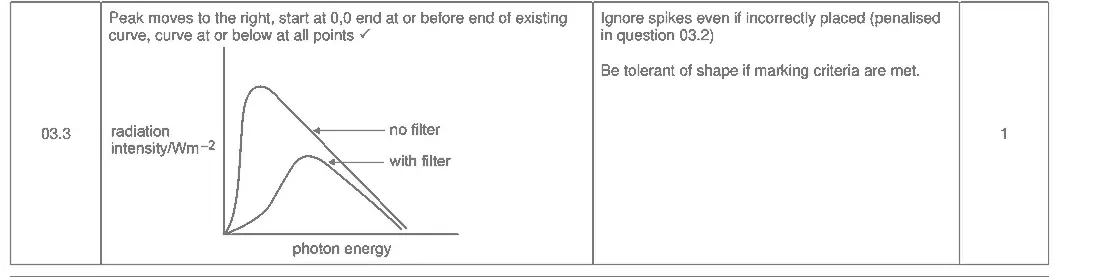 Peak moves to the right, start at 0,0 end at or before end of existing
curve, curve at or below at all points ✓
Ignore spikes even if incorrectly placed (penalised
in question 03.2)
Be tolerant of shape if marking criteria are met.
03.3
radiation
intensity/Wm−2
no filter
with filter
photon energy
1